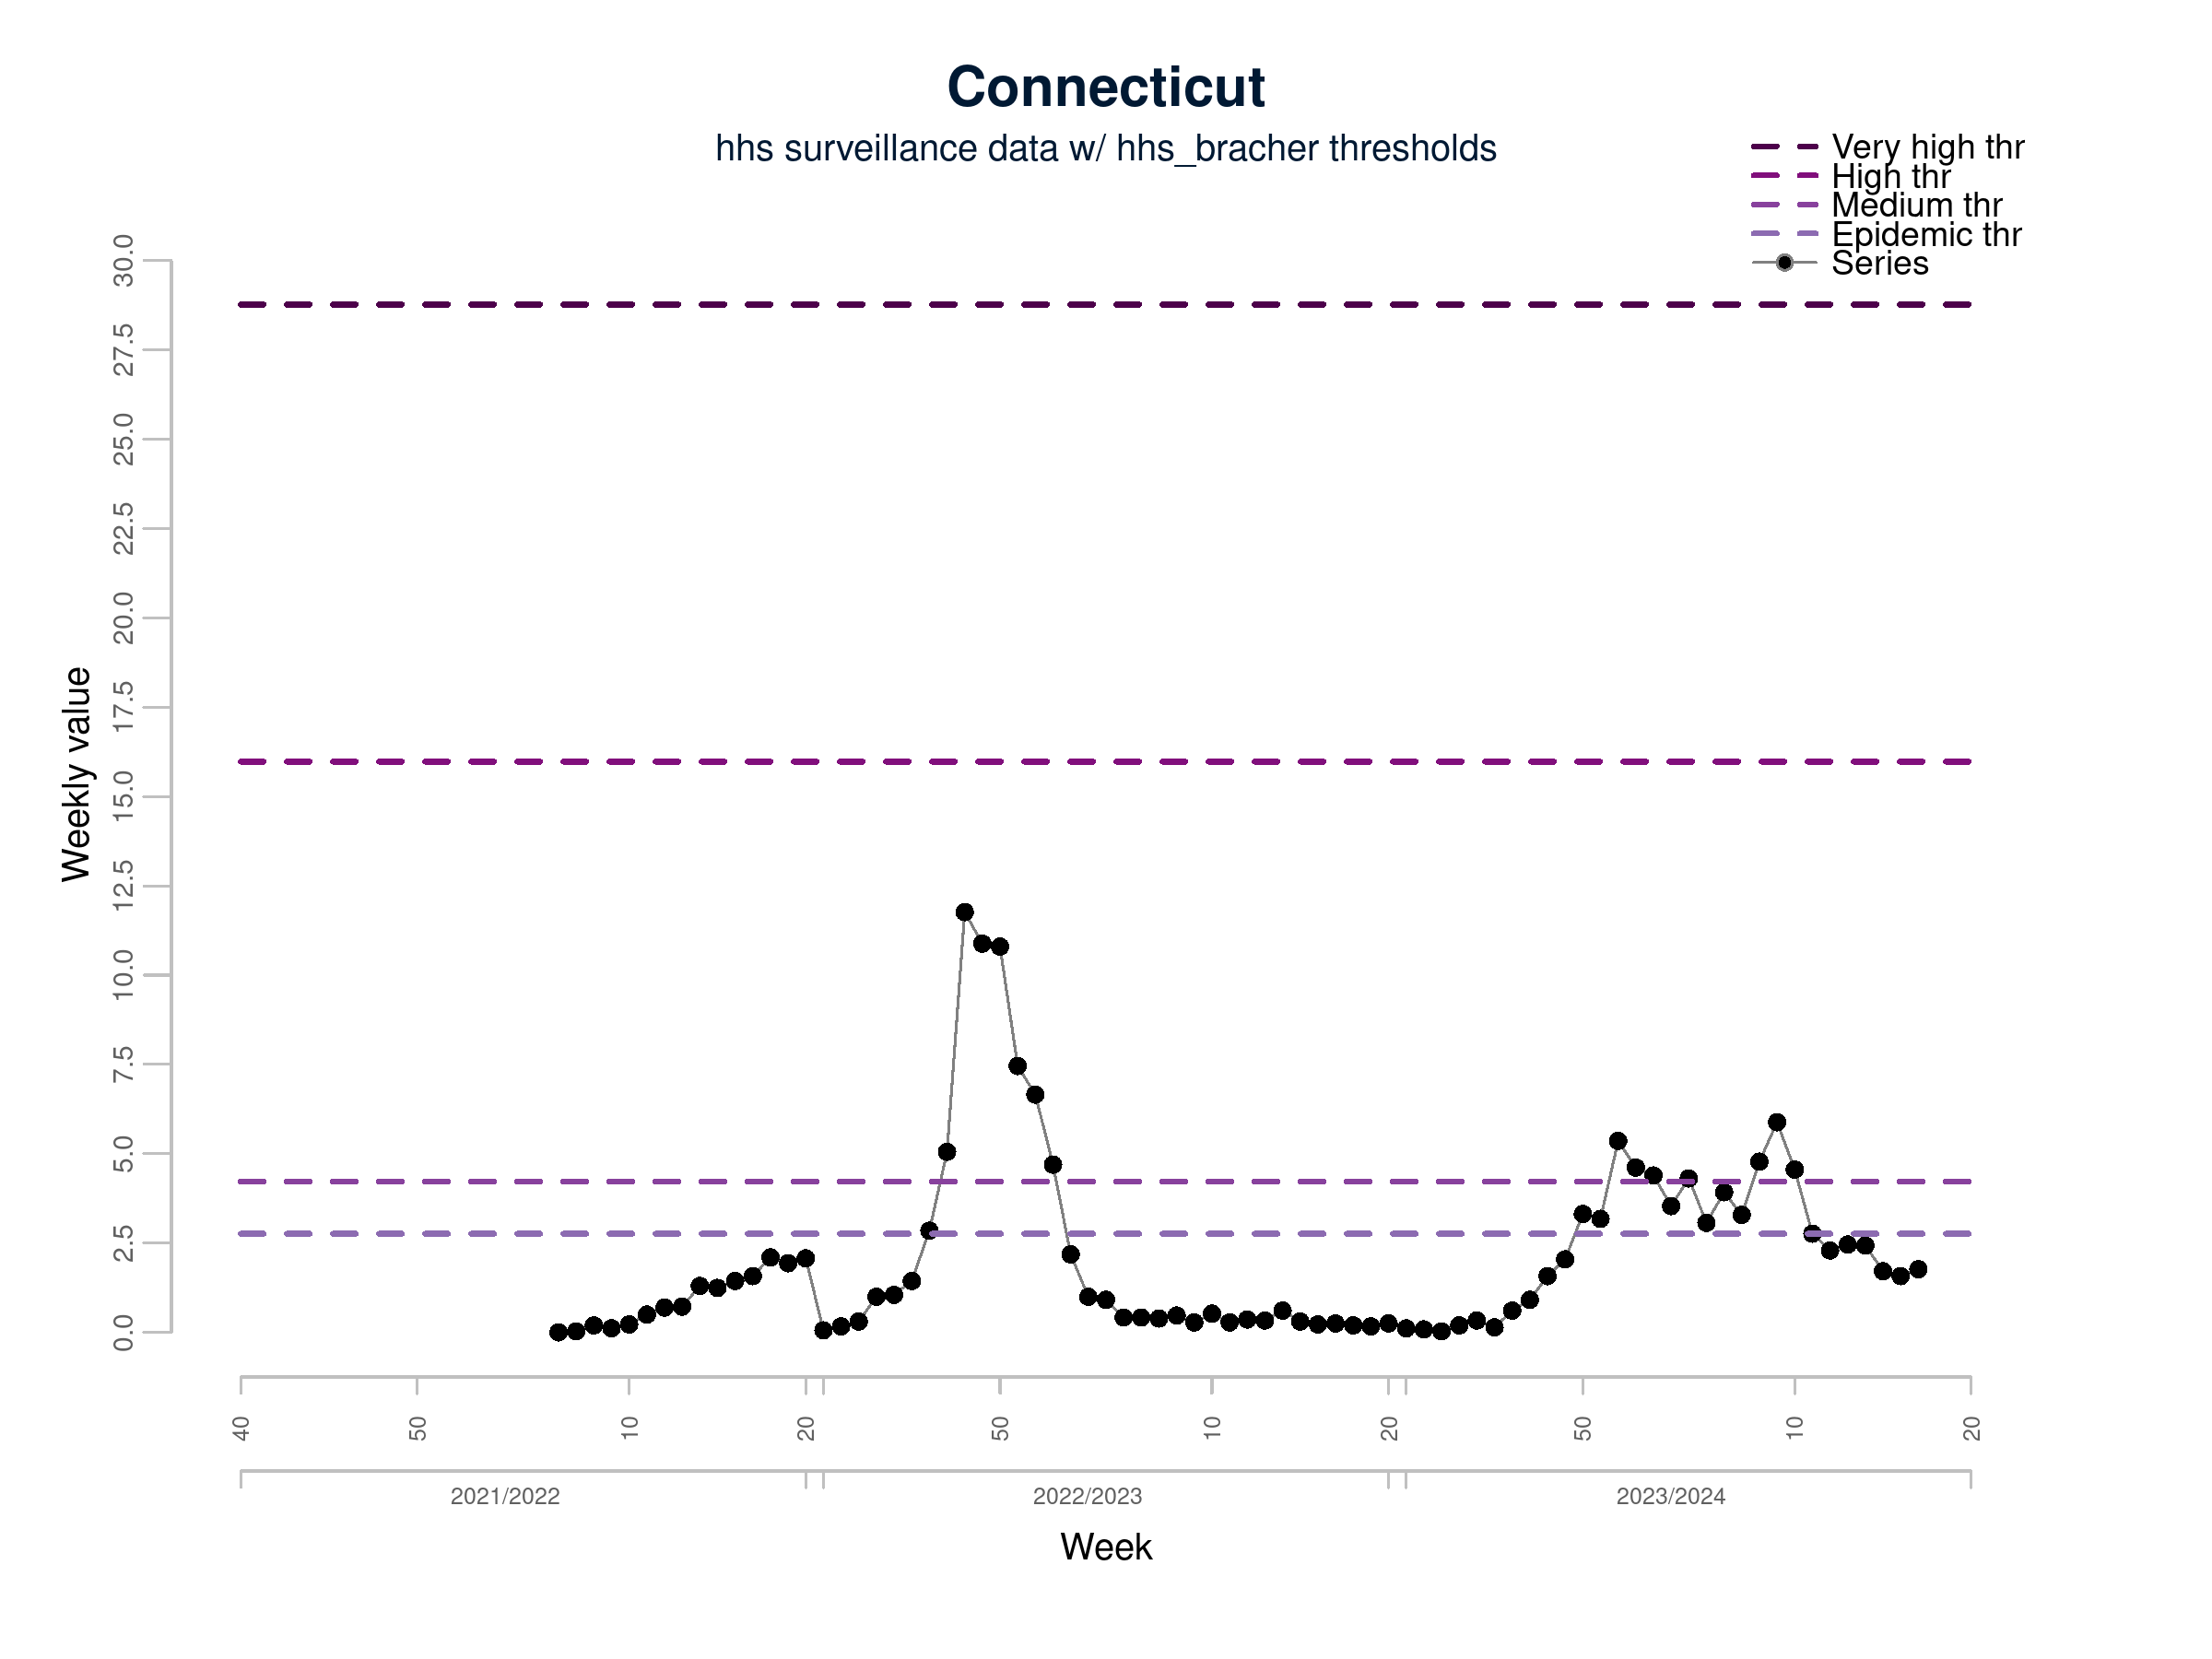 Connecticut
hhs surveillance data w/ hhs_bracher thresholds
Very high thr
High thr
Medium thr
Epidemic thr
Series
30.0
27.5
25.0
22.5
20.0
17.5
15.0
12.5
10.0
7.5
5.0
2.5
0.0
Weekly value
40 50 10 20 50 10 20 50 10 20
2021/2022 2022/2023 2023/2024
Week